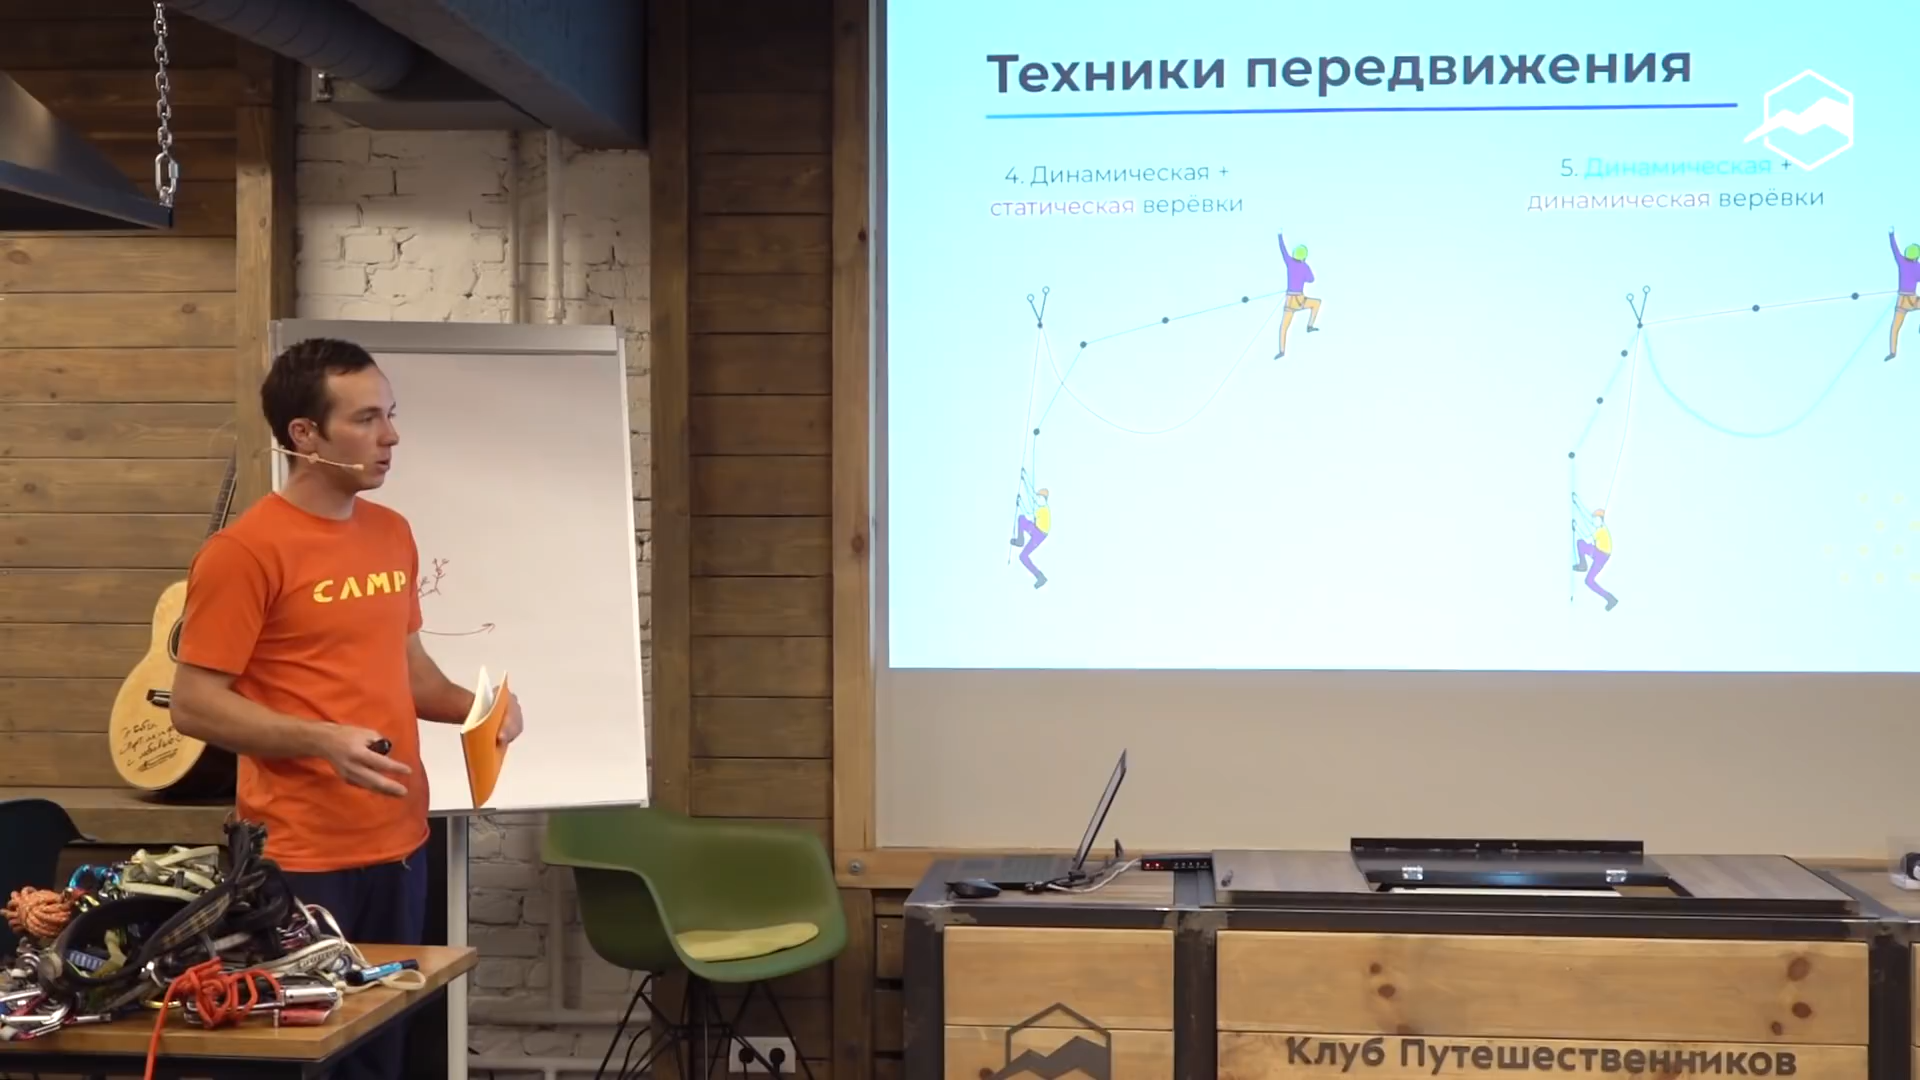 Техники передвижения
4. Динамическая +
статическая верёвки
5. Динамическая +
динамическая верёвки
CAMP
Клуб Путешественников